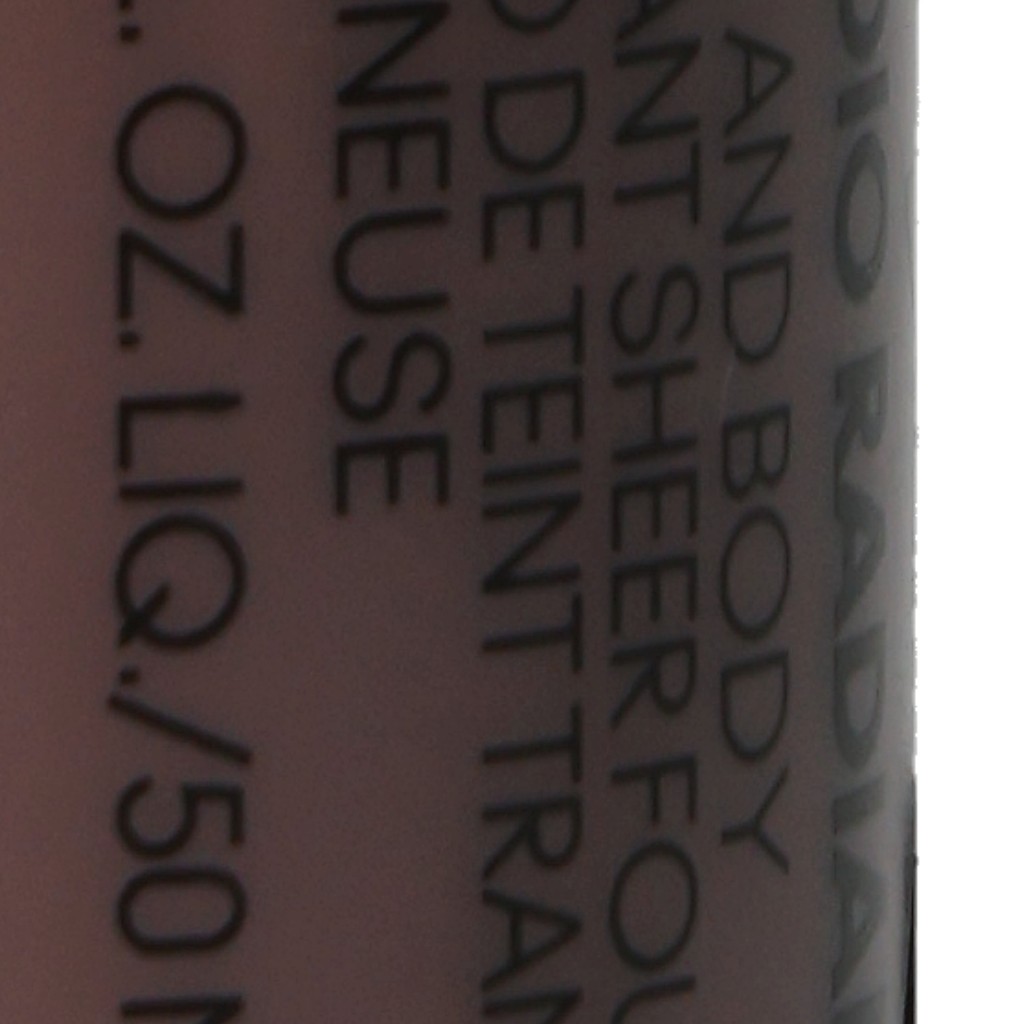 DIO RADIA
AND BODY
ANT SHEER FOU
D DE TEINT TRAN
NEUSE
. OZ. LIQ./50 M